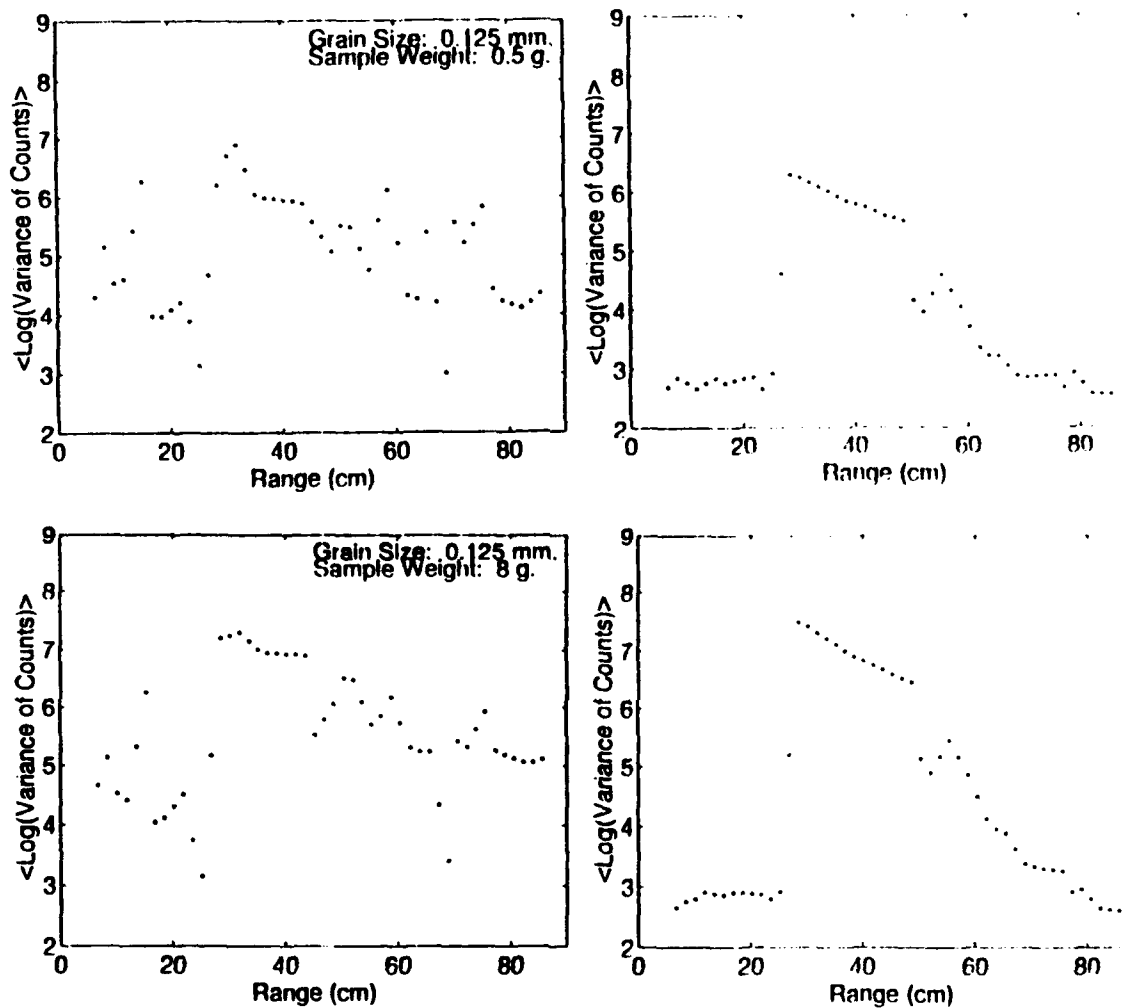 Grain Size: 0.125 mm.
Sample Weight: 0.5 g.
<Log(Variance of Counts)>
9
8
7
6
5
4
3
2
0 20 40 60 80
Range (cm)
<Log(Variance of Counts)>
9
8
7
6
5
4
3
2
0 20 40 60 80
Range (cm)
Grain Size: 0.125 mm.
Sample Weight: 8 g.
<Log(Variance of Counts)>
9
8
7
6
5
4
3
2
0 20 40 60 80
Range (cm)
<Log(Variance of Counts)>
9
8
7
6
5
4
3
2
0 20 40 60 80
Range (cm)